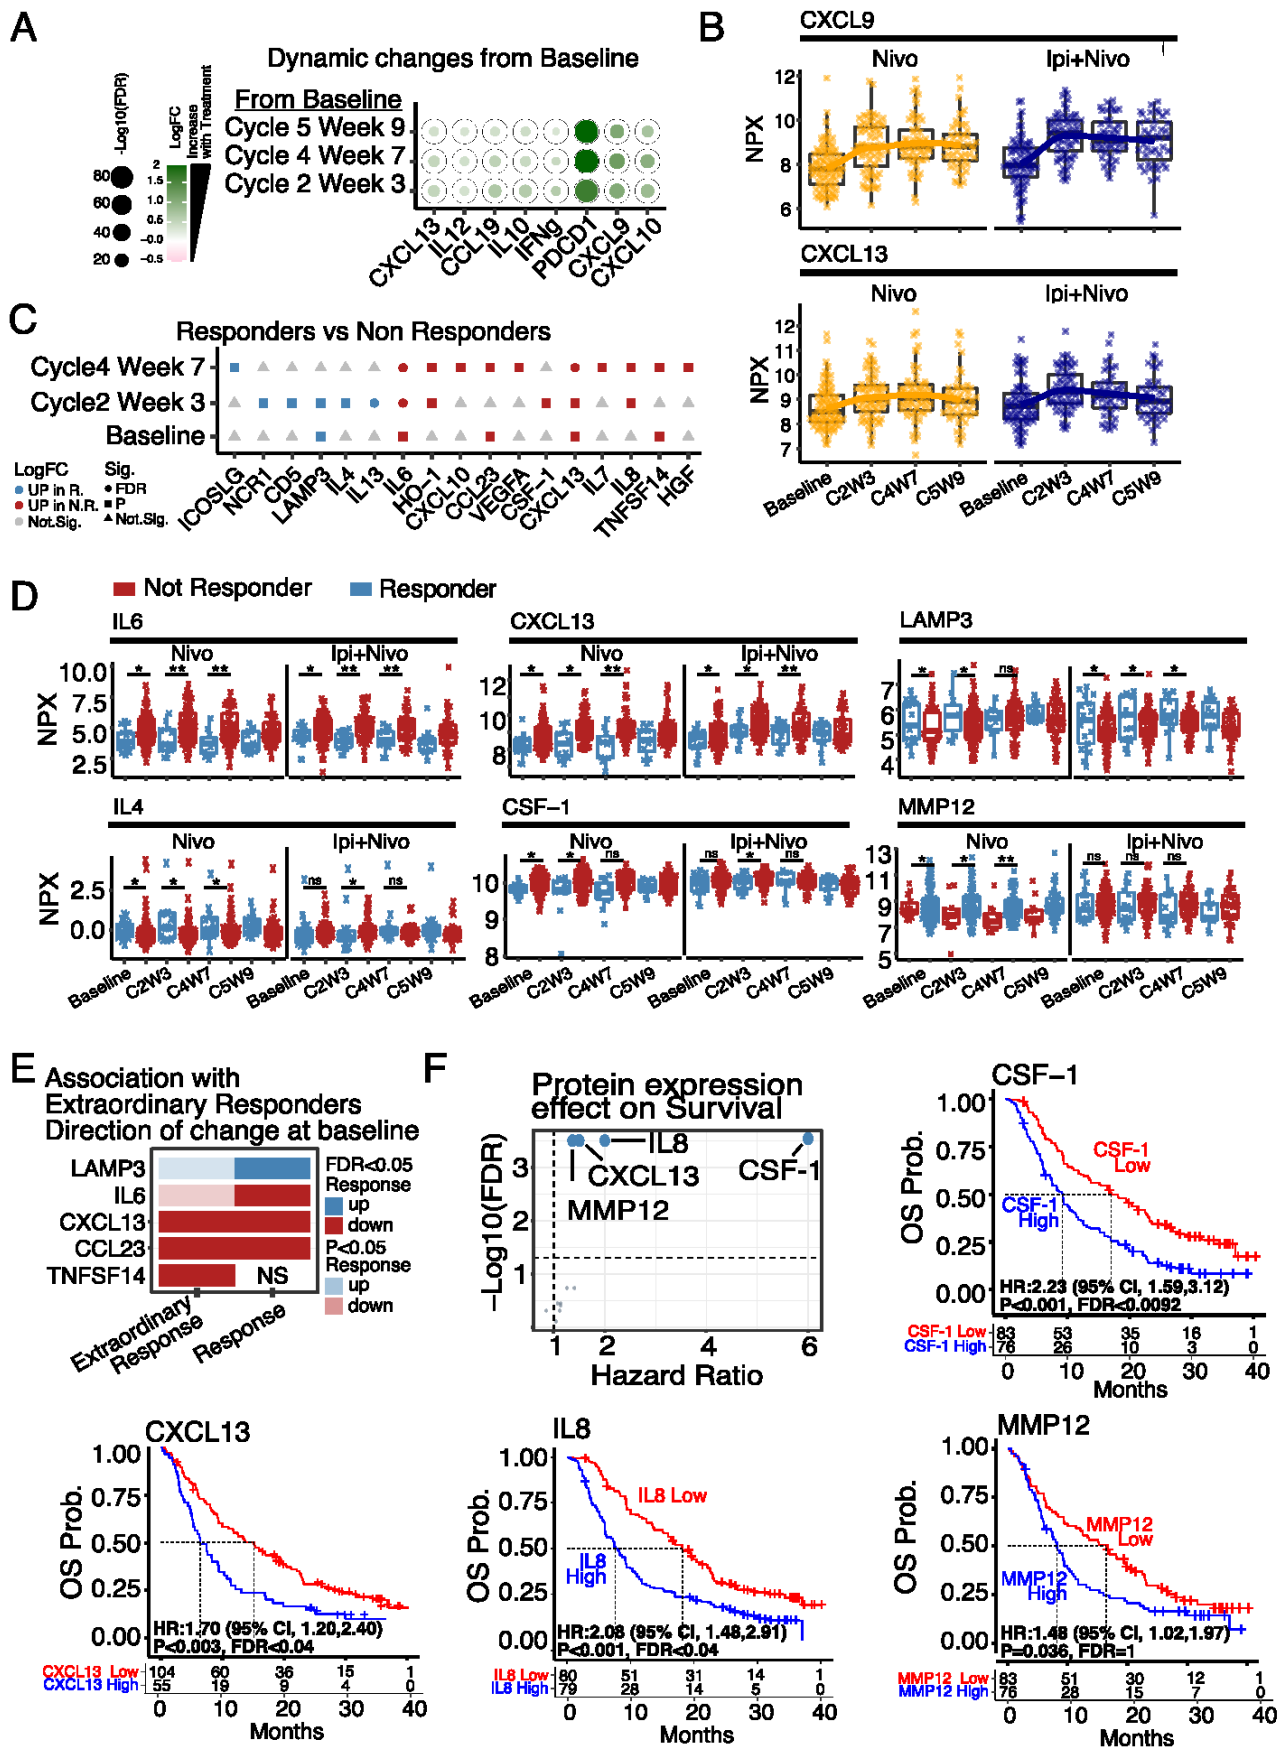 A
Dynamic changes from Baseline
-Log10(FDR)
LogFC
Increase
with Treatment
From Baseline
Cycle 5 Week 9
Cycle 4 Week 7
Cycle 2 Week 3
80
60
40
20
2
1.5
1.0
0.5
-0.0
-0.5
CXCL13
IL12
CCL19
IL10
IFNg
PDCD1
CXCL9
CXCL10
B
CXCL9
Nivo
Ipi+Nivo
NPX
12
10
8
6
CXCL13
Nivo
Ipi+Nivo
NPX
12
11
10
9
8
7
Baseline
C2W3
C4W7
C5W9
Baseline
C2W3
C4W7
C5W9
C
Responders vs Non Responders
Cycle4 Week 7
Cycle2 Week 3
Baseline
LogFC
UP in R.
UP in N.R.
Not.Sig.
Sig.
FDR
P
Not.Sig.
ICOSLG
NCR1
CD5
LAMP3
IL4
IL13
IL6
HO-1
CXCL10
CCL23
VEGFA
CSF-1
CXCL13
IL7
IL8
TNFSF14
HGF
D
Not Responder
Responder
IL6
Nivo
Ipi+Nivo
NPX
10.0
7.5
5.0
2.5
* ** ** * ** **
CXCL13
Nivo
Ipi+Nivo
12
10
8
* * ** * * **
LAMP3
7
6
5
4
* * ns * * *
IL4
Nivo
Ipi+Nivo
NPX
2.5
0.0
* * * ns * ns
Baseline
C2W3
C4W7
C5W9
Baseline
C2W3
C4W7
C5W9
CSF-1
Nivo
Ipi+Nivo
10
9
8
* * ns ns * ns
Baseline
C2W3
C4W7
C5W9
Baseline
C2W3
C4W7
C5W9
MMP12
Nivo
Ipi+Nivo
13
11
9
7
5
* * ** ns ns ns
Baseline
C2W3
C4W7
C5W9
Baseline
C2W3
C4W7
C5W9
E
Association with
Extraordinary Responders
Direction of change at baseline
LAMP3
IL6
CXCL13
CCL23
TNFSF14
NS
FDR<0.05
Response
up
down
P<0.05
Response
up
down
Extraordinary
Response
Response
F
Protein expression
effect on Survival
-Log10(FDR)
3
2
1
IL8
CXCL13
CSF-1
MMP12
1 2 4 6
Hazard Ratio
CSF-1
OS Prob.
1.00
0.75
0.50
0.25
0.00
CSF-1
Low
CSF-1
High
HR:2.23 (95% CI, 1.59,3.12)
P<0.001, FDR<0.0092
CSF-1 Low 83 53 35 16 1
CSF-1 High 76 26 10 3 0
0 10 20 30 40
Months
CXCL13
OS Prob.
1.00
0.75
0.50
0.25
0.00
HR:1.70 (95% CI, 1.20,2.40)
P<0.003, FDR<0.04
CXCL13 Low 104 60 36 15 1
CXCL13 High 55 19 9 4 0
0 10 20 30 40
Months
IL8
OS Prob.
1.00
0.75
0.50
0.25
0.00
IL8 Low
IL8
High
HR:2.08 (95% CI, 1.48,2.91)
P<0.001, FDR<0.04
IL8 Low 80 51 31 14 1
IL8 High 79 28 14 5 0
0 10 20 30 40
Months
MMP12
OS Prob.
1.00
0.75
0.50
0.25
0.00
MMP12
Low
MMP12
High
HR:1.48 (95% CI, 1.02,1.97)
P=0.036, FDR=1
MMP12 Low 83 51 30 12 1
MMP12 High 76 28 15 7 0
0 10 20 30 40
Months